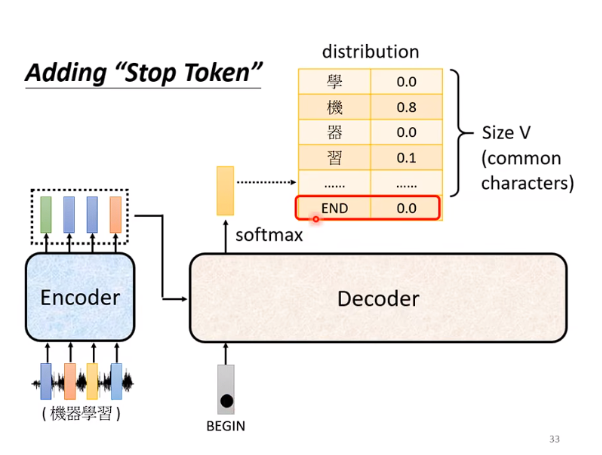 Adding “Stop Token”
distribution
學 0.0
機 0.8
器 0.0
習 0.1
...... ......
END 0.0
Size V
(common
characters)
softmax
Encoder
Decoder
(機器學習)
BEGIN
33